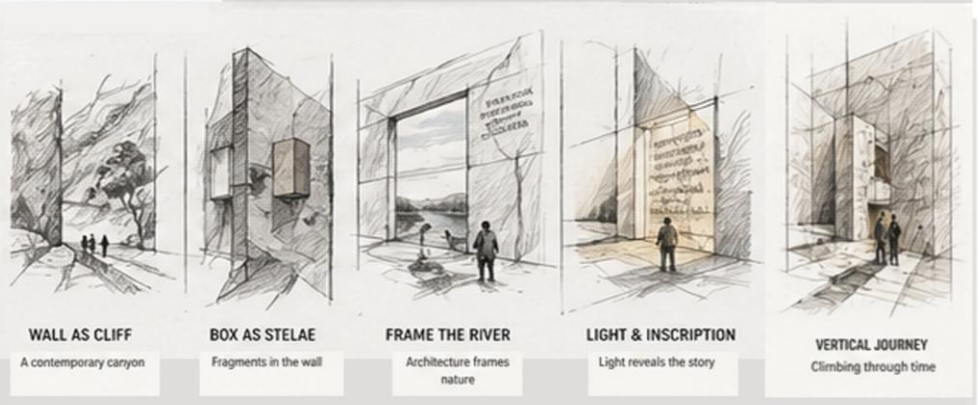 WALL AS CLIFF
A contemporary canyon
BOX AS STELAE
Fragments in the wall
FRAME THE RIVER
Architecture frames
nature
LIGHT & INSCRIPTION
Light reveals the story
VERTICAL JOURNEY
Climbing through time